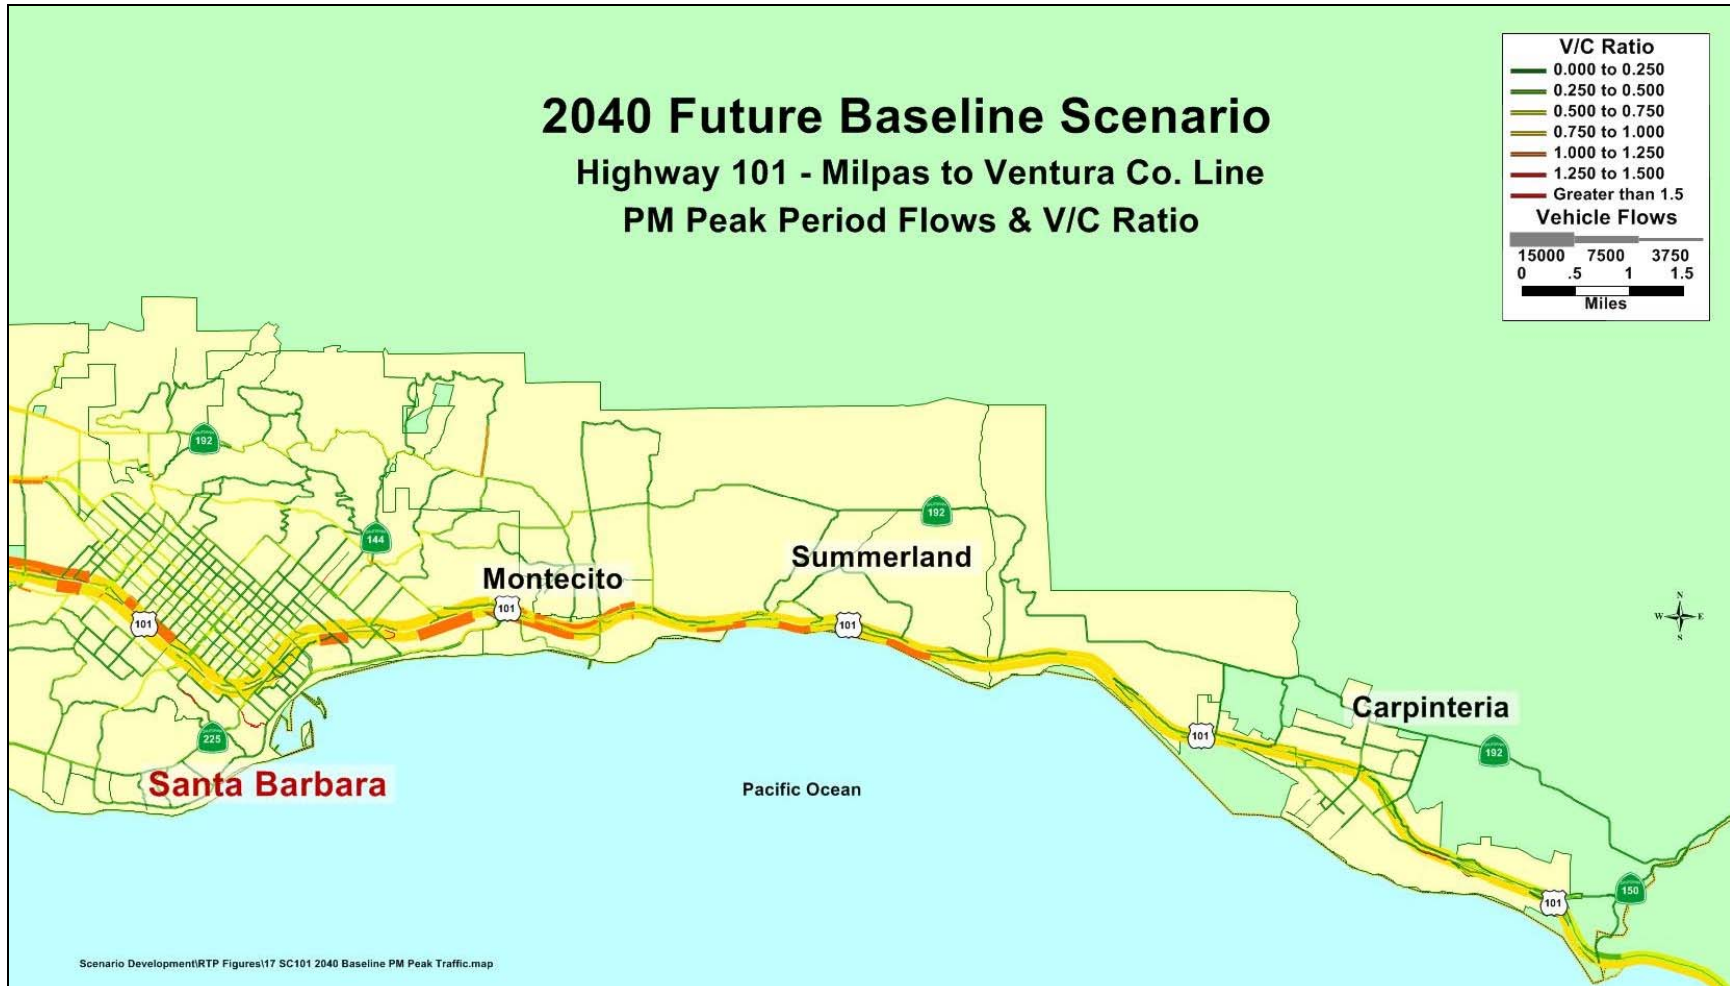 2040 Future Baseline Scenario
Highway 101 - Milpas to Ventura Co. Line
PM Peak Period Flows & V/C Ratio
V/C Ratio
0.000 to 0.250
0.250 to 0.500
0.500 to 0.750
0.750 to 1.000
1.000 to 1.250
1.250 to 1.500
Greater than 1.5
Vehicle Flows
15000 7500 3750
0 .5 1 1.5
Miles
192
192
144
Summerland
Montecito
101
101
101
N
W E
S
Carpinteria
101
192
225
Santa Barbara
Pacific Ocean
150
101
Scenario Development\RTP Figures\17 SC101 2040 Baseline PM Peak Traffic.map